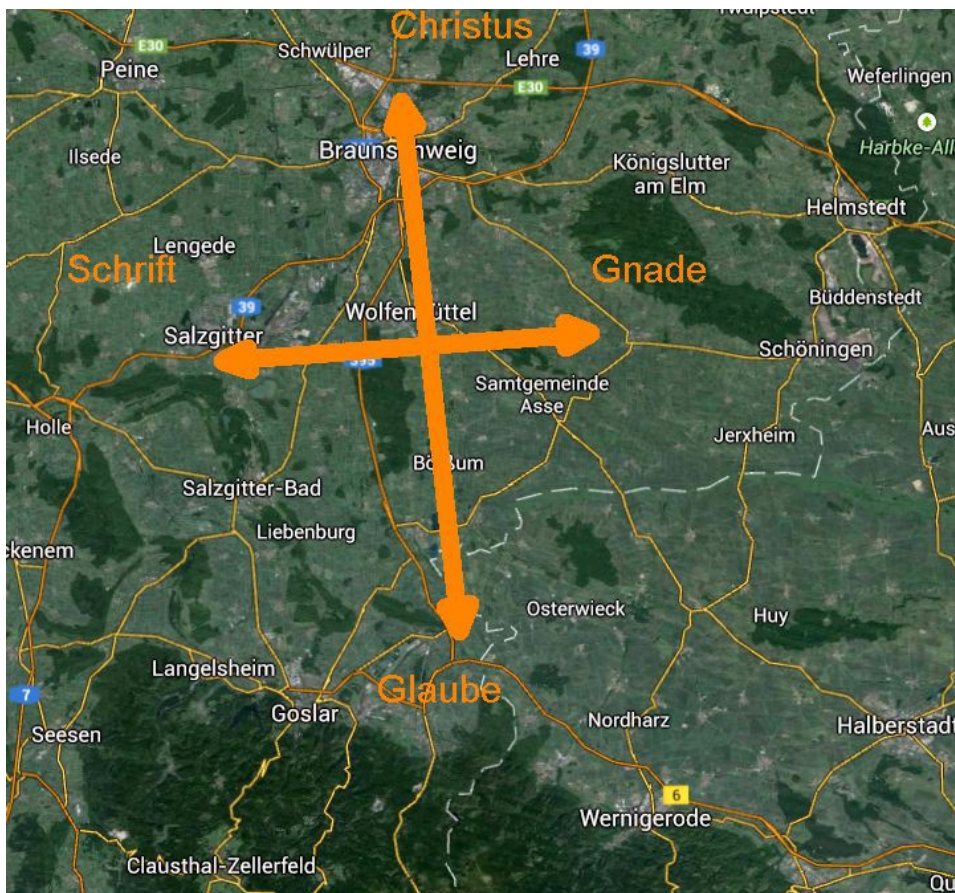 Christus
E30
Schwülper
39
Lehre
Peine
E30
Weferlingen
Ilsede
Braunschweig
Harbke-All
Königslutter
am Elm
Helmstedt
Lengede
Schrift
Gnade
39
Wolfenbüttel
Büddenstedt
Salzgitter
395
Schöningen
Samtgemeinde
Asse
Holle
Jerxheim
Aus
Salzgitter-Bad
Liebenburg
ckenem
Osterwieck
Huy
Langelsheim
Glaube
7
Goslar
Nordharz
Halberstadt
Seesen
6
Wernigerode
Clausthal-Zellerfeld
Qu